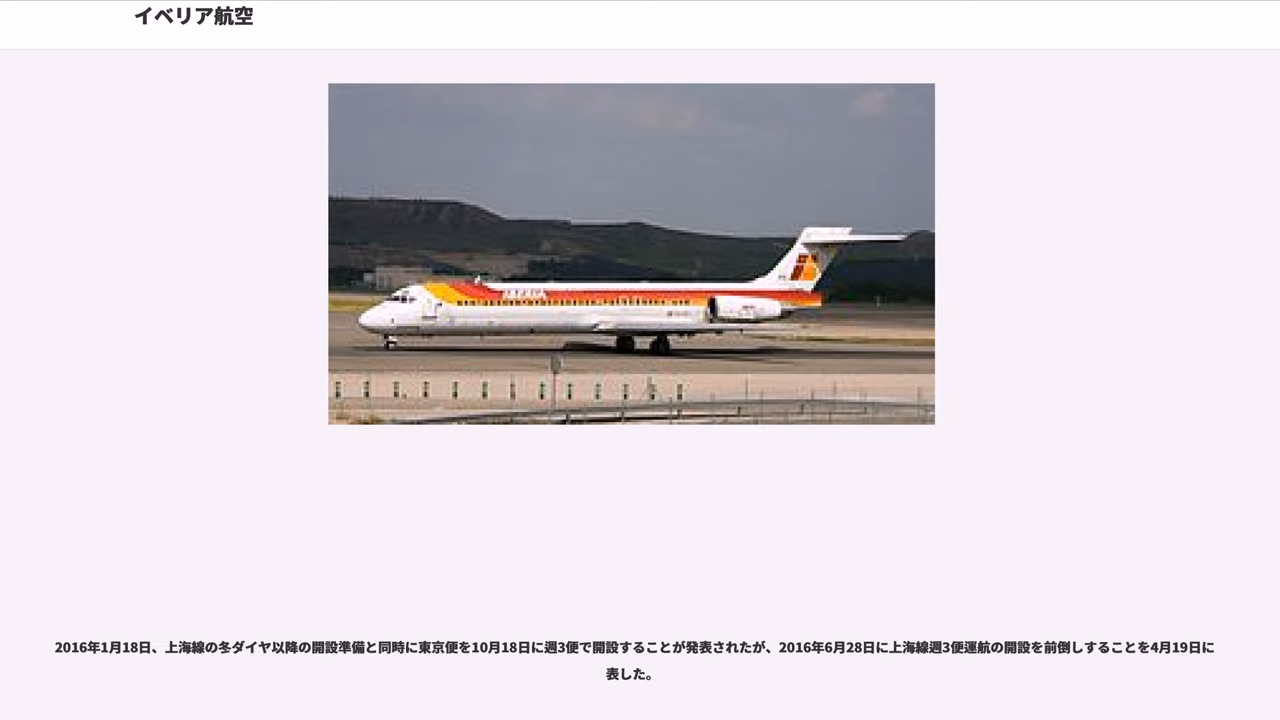 イベリア航空
2016年1月18日、上海線の冬ダイヤ以降の開設準備と同時に東京便を10月18日に週3便で開設することが発表されたが、2016年6月28日に上海線週3便運航の開設を前倒しすることを4月19日に
表した。